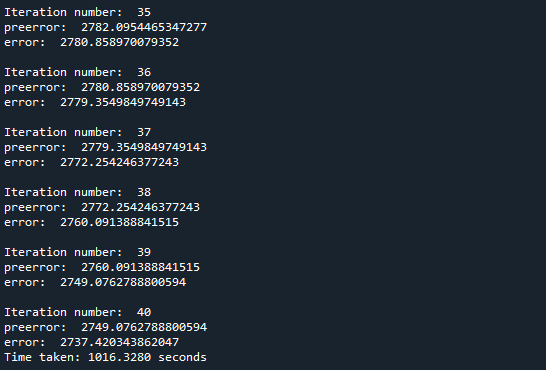 Iteration number:  35
preerror:  2782.0954465347277
error:  2780.858970079352
Iteration number:  36
preerror:  2780.858970079352
error:  2779.3549849749143
Iteration number:  37
preerror:  2779.3549849749143
error:  2772.254246377243
Iteration number:  38
preerror:  2772.254246377243
error:  2760.091388841515
Iteration number:  39
preerror:  2760.091388841515
error:  2749.0762788800594
Iteration number:  40
preerror:  2749.0762788800594
error:  2737.420343862047
Time taken: 1016.3280 seconds